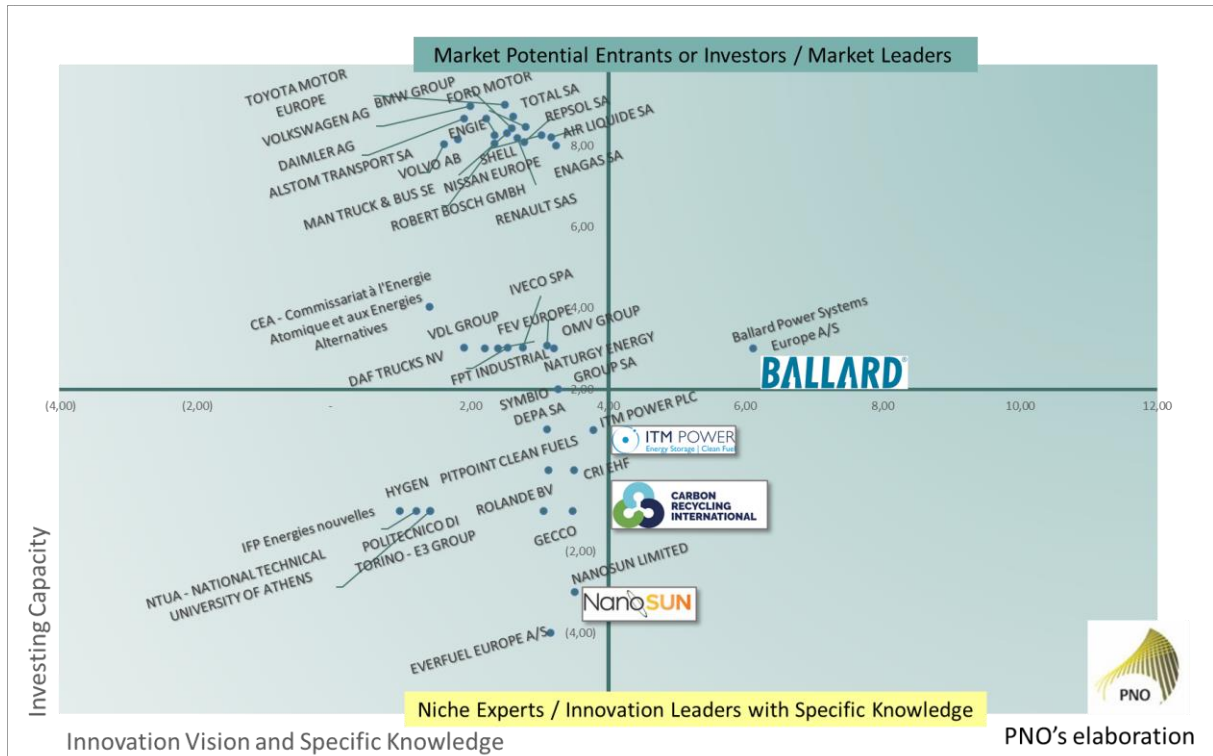 Market Potential Entrants or Investors / Market Leaders
TOYOTA MOTOR
EUROPE
BMW GROUP
FORD MOTOR
TOTAL SA
VOLKSWAGEN AG
REPSOL SA
ENGIE
AIR LIQUIDE SA
DAIMLER AG
8,00
ALSTOM TRANSPORT SA
VOLVO AB
SHELL
ENAGAS SA
NISSAN EUROPE
MAN TRUCK & BUS SE
ROBERT BOSCH GMBH
RENAULT SAS
6,00
IVECO SPA
CEA - Commissariat à l'Energie
Atomique et aux Energies
Alternatives
4,00
VDL GROUP
FEV EUROPE
OMV GROUP
Ballard Power Systems
Europe A/S
DAF TRUCKS NV
FPT INDUSTRIAL
NATURGY ENERGY
GROUP SA
BALLARD®
2,00
(4,00)
(2,00)
-
2,00
4,00
6,00
8,00
10,00
12,00
SYMBIO
DEPA SA
ITM POWER PLC
ITM POWER
Energy Storage | Clean Fuel
PITPOINT CLEAN FUELS
HYGEN
CRI EHF
CARBON
RECYCLING
INTERNATIONAL
ROLANDE BV
IFP Energies nouvelles
POLITECNICO DI
TORINO - E3 GROUP
GECCO
(2,00)
NTUA - NATIONAL TECHNICAL
UNIVERSITY OF ATHENS
NANOSUN LIMITED
NanoSUN
EVERFUEL EUROPE A/S
(4,00)
Investing Capacity
PNO
Niche Experts / Innovation Leaders with Specific Knowledge
Innovation Vision and Specific Knowledge
PNO's elaboration